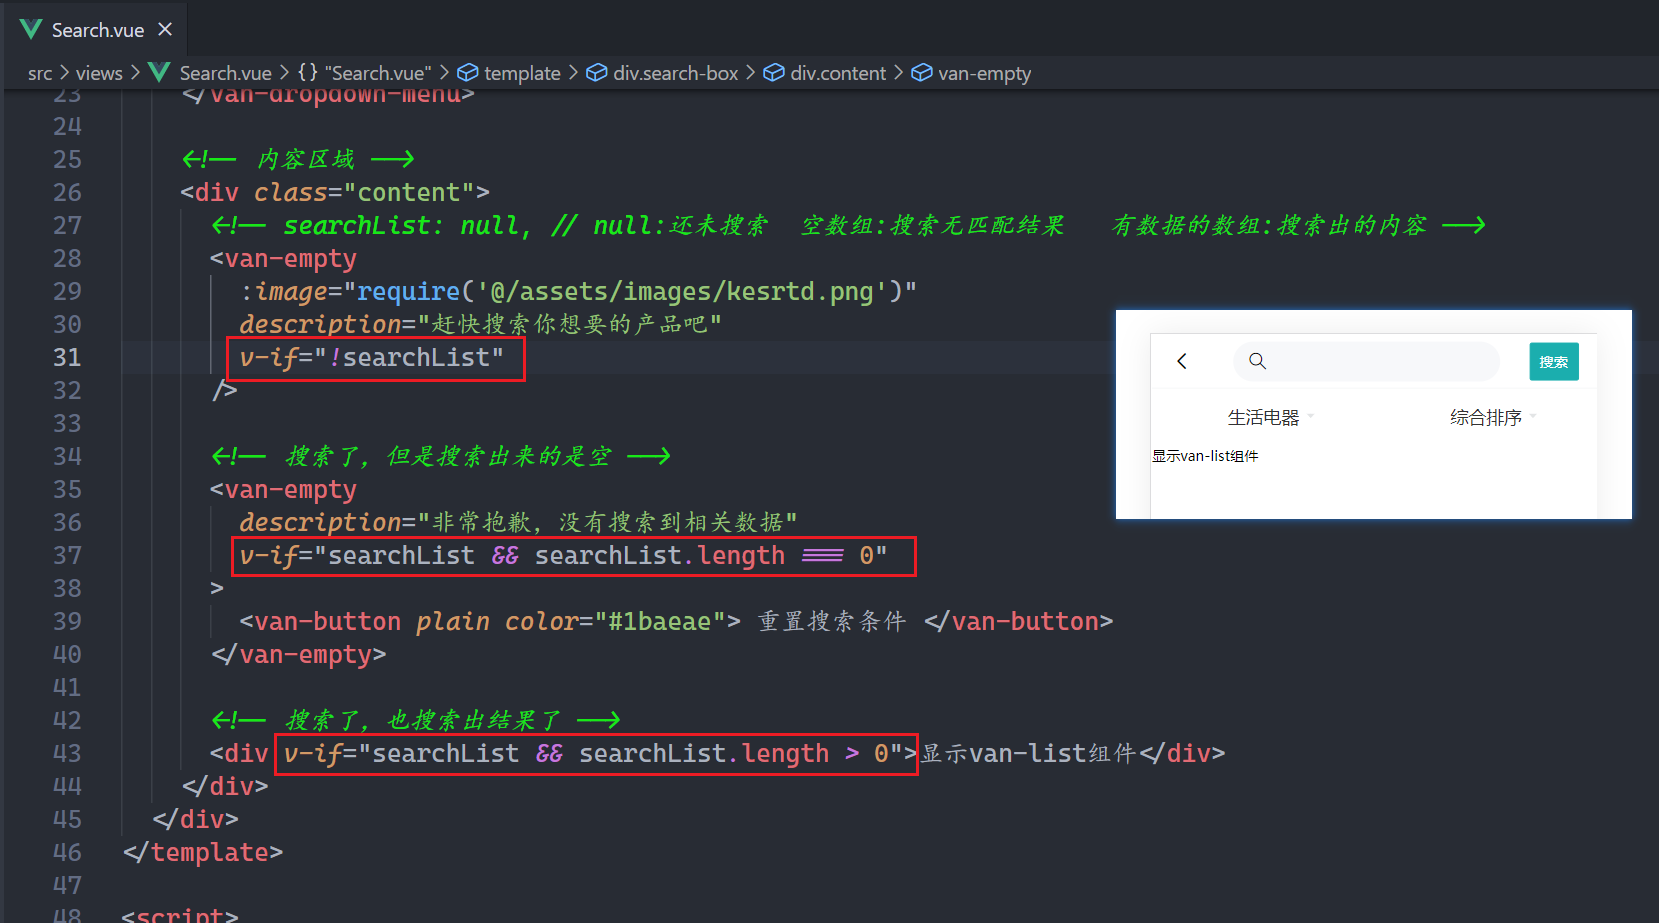 Search.vue
src > views > Search.vue > {} "Search.vue" > template > div.search-box > div.content > van-empty
23 </van-dropdown-menu>
24
25 <!-- 内容区域 -->
26 <div class="content">
27 <!-- searchList: null, // null:还未搜索 空数组:搜索无匹配结果 有数据的数组:搜索出的内容 -->
28 <van-empty
29 :image="require('@/assets/images/kesrtd.png')"
30 description="赶快搜索你想要的产品吧"
31 v-if="!searchList"
32 />
33
34 <!-- 搜索了, 但是搜索出来的是空 -->
35 <van-empty
36 description="非常抱歉, 没有搜索到相关数据"
37 v-if="searchList && searchList.length === 0"
38 >
39 <van-button plain color="#1baeae"> 重置搜索条件 </van-button>
40 </van-empty>
41
42 <!-- 搜索了, 也搜索出结果了 -->
43 <div v-if="searchList && searchList.length > 0">显示van-list组件</div>
44 </div>
45 </div>
46 </template>
47
48 <script>
搜索
生活电器 综合排序
显示van-list组件